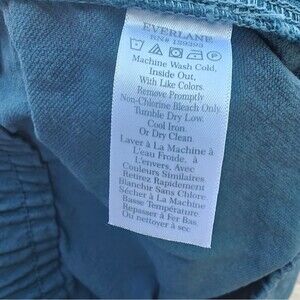 EVERLANE
RN# 139393
Machine Wash Cold,
Inside Out,
With Like Colors.
Remove Promptly
Non-Chlorine Bleach Only.
Tumble Dry Low.
Cool Iron.
Or Dry Clean.
Laver à La Machine à
L'eau Froide, à
L'envers, Avec
Couleurs Similaires.
Retirez Rapidement
Blanchir Sans Chlore.
Sécher à La Machine
Basse Température
Repasser à Fer Bas.
Ou nettoyer à sec